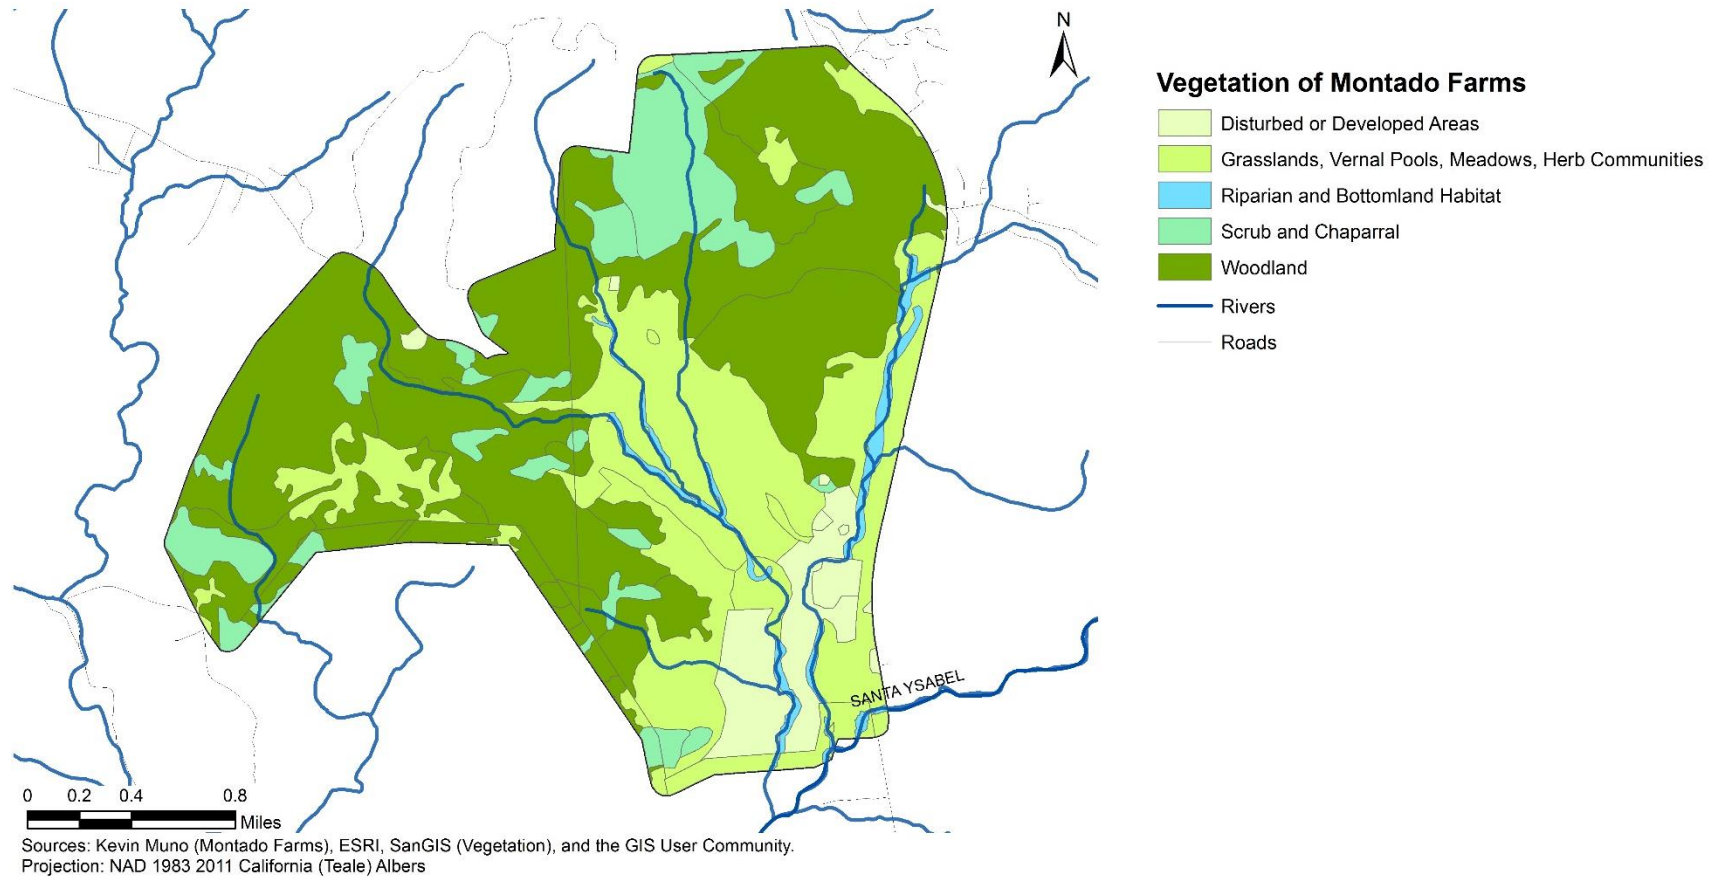 N
Vegetation of Montado Farms
Disturbed or Developed Areas
Grasslands, Vernal Pools, Meadows, Herb Communities
Riparian and Bottomland Habitat
Scrub and Chaparral
Woodland
Rivers
Roads
SANTA YSABEL
0 0.2 0.4 0.8
Miles
Sources: Kevin Muno (Montado Farms), ESRI, SanGIS (Vegetation), and the GIS User Community.
Projection: NAD 1983 2011 California (Teale) Albers